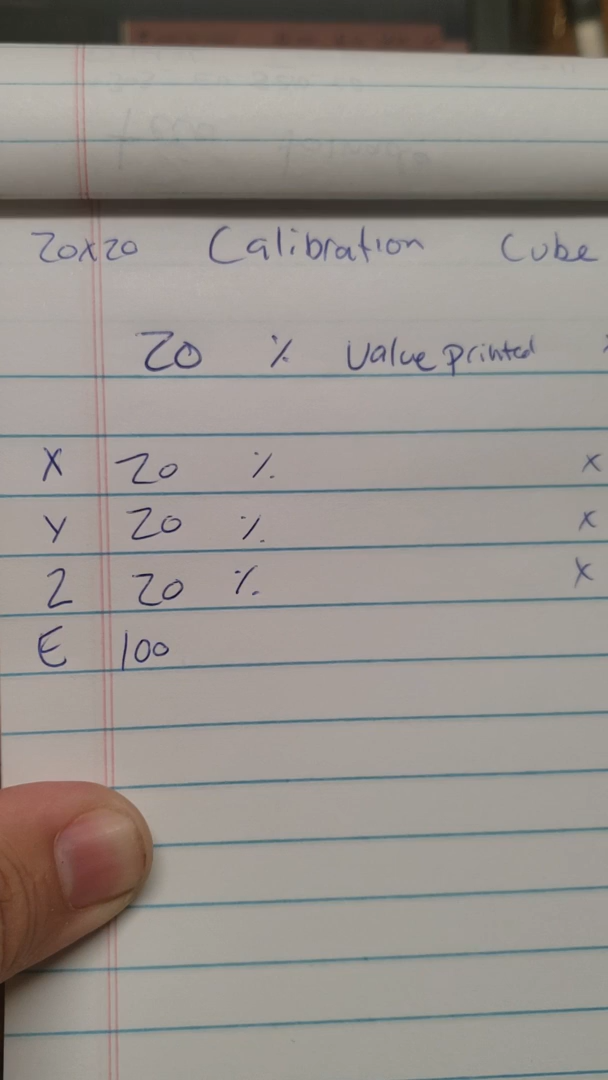 20x20 Calibration Cube
20 % Value printed
X 20 % x
Y 20 % x
Z 20 % x
E 100